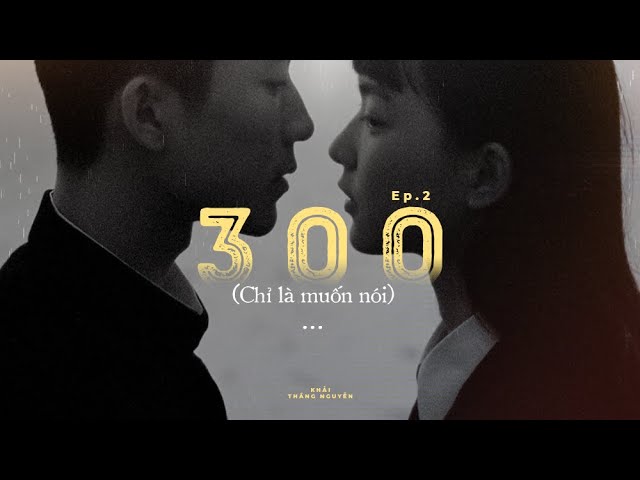 Ep.2
300
(Chỉ là muốn nói)
...
KHẢI
THẮNG NGUYỄN